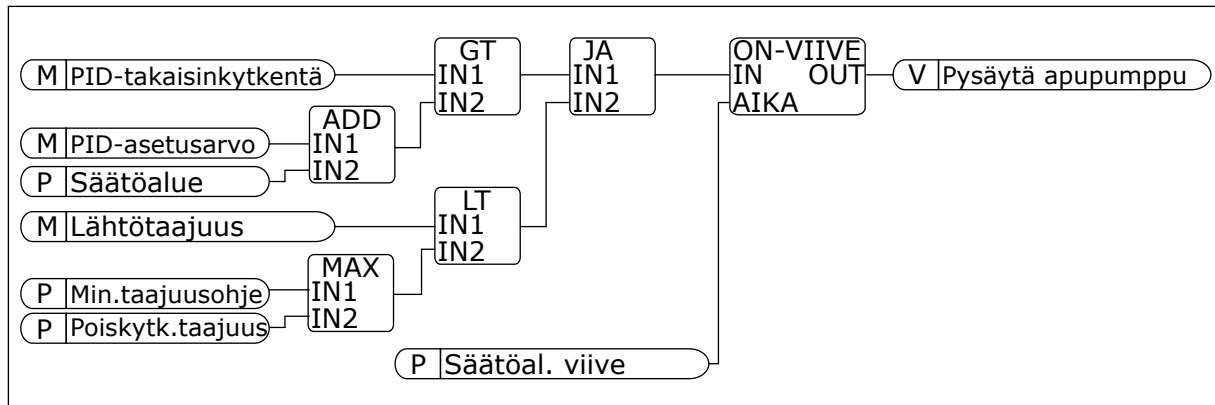 GT
JA
ON-VIIVE
M PID-takaisinkytkentä
IN1
IN1
IN OUT
V Pysäytä apupumppu
IN2
IN2
AIKA
ADD
M PID-asetusarvo
IN1
P Säätöalue
IN2
LT
M Lähtötaajuus
IN1
IN2
MAX
P Min.taajuusohje
IN1
P Poiskytk.taajuus
IN2
P Säätöal. viive